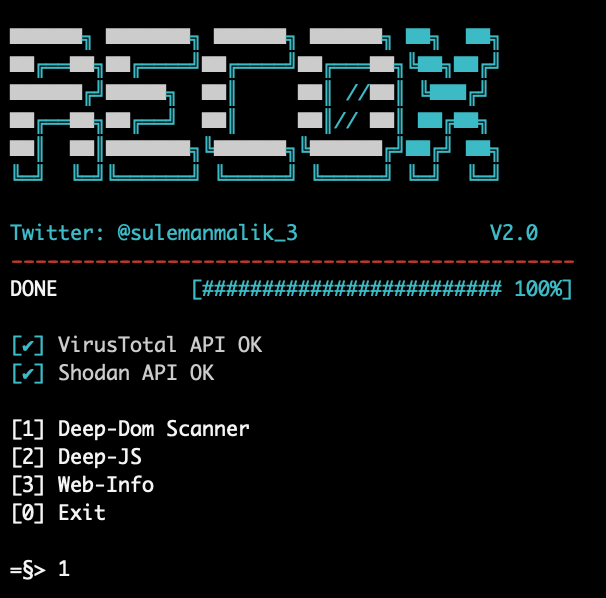 REC0X
Twitter: @sulemanmalik_3 V2.0
------------------------------------------------
DONE [######################### 100%]
[✔] VirusTotal API OK
[✔] Shodan API OK
[1] Deep-Dom Scanner
[2] Deep-JS
[3] Web-Info
[0] Exit
=§> 1